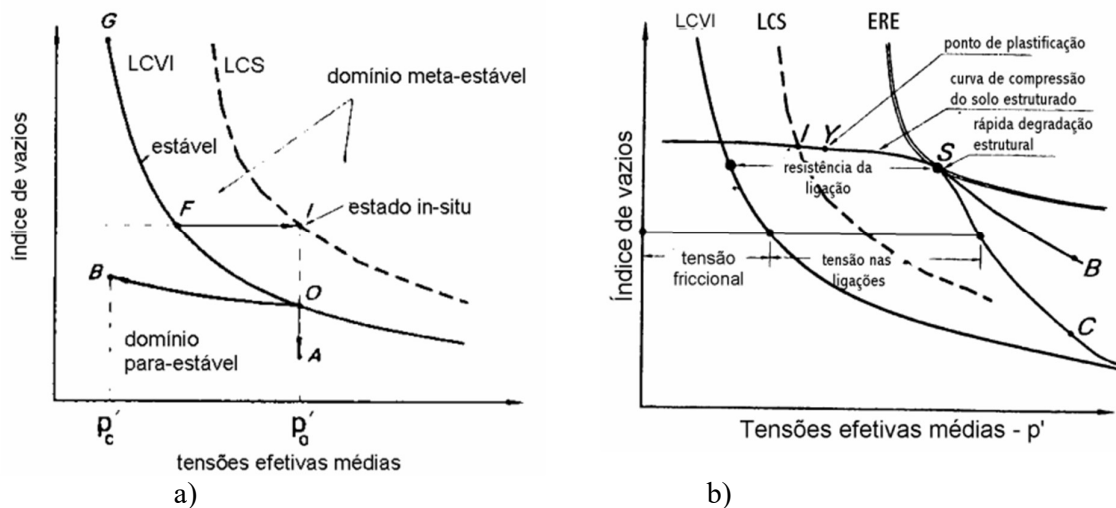 G
LCVI
LCS
domínio meta-estável
estável
F
I
estado in-situ
B
O
domínio
para-estável
A
índice de vazios
p'c
p'o
tensões efetivas médias
a)
LCVI
LCS
ERE
ponto de plastificação
curva de compressão
do solo estruturado
rápida degradação
estrutural
I
Y
S
resistência da
ligação
tensão
friccional
tensão nas
ligações
B
C
Índice de vazios
Tensões efetivas médias - p'
b)